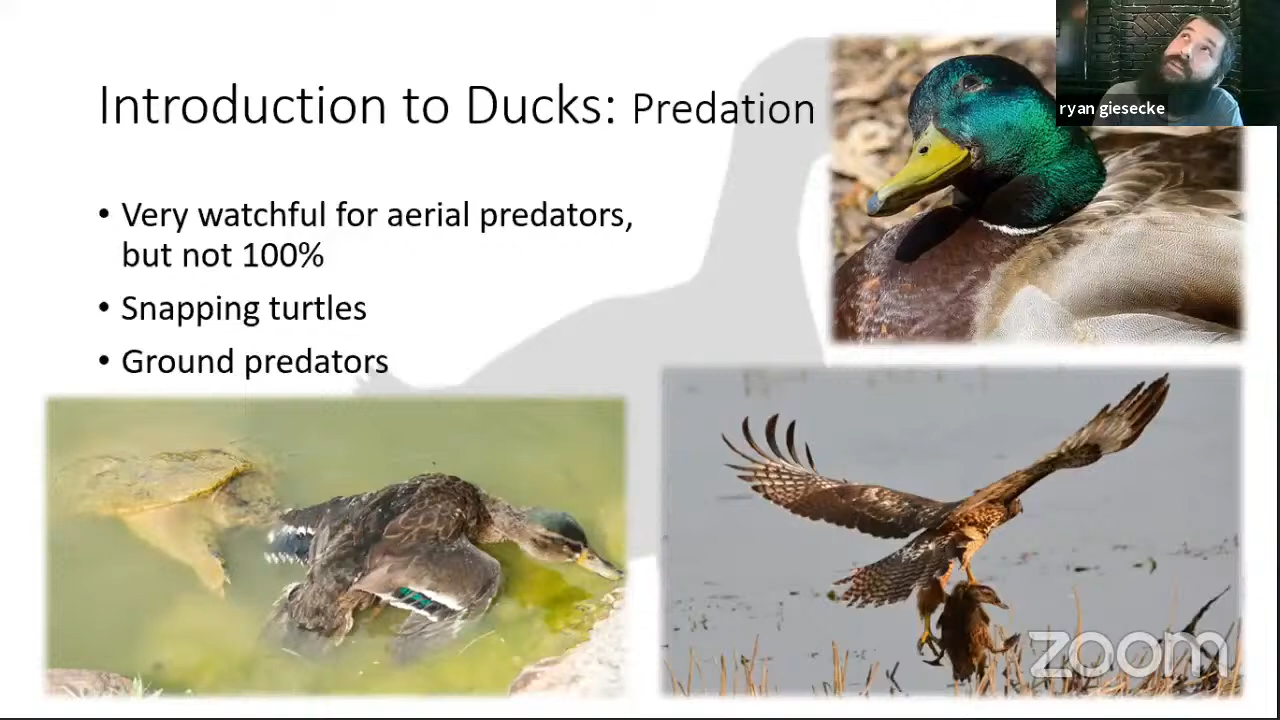 ryan giesecke
Introduction to Ducks: Predation
• Very watchful for aerial predators,
but not 100%
• Snapping turtles
• Ground predators
zoom